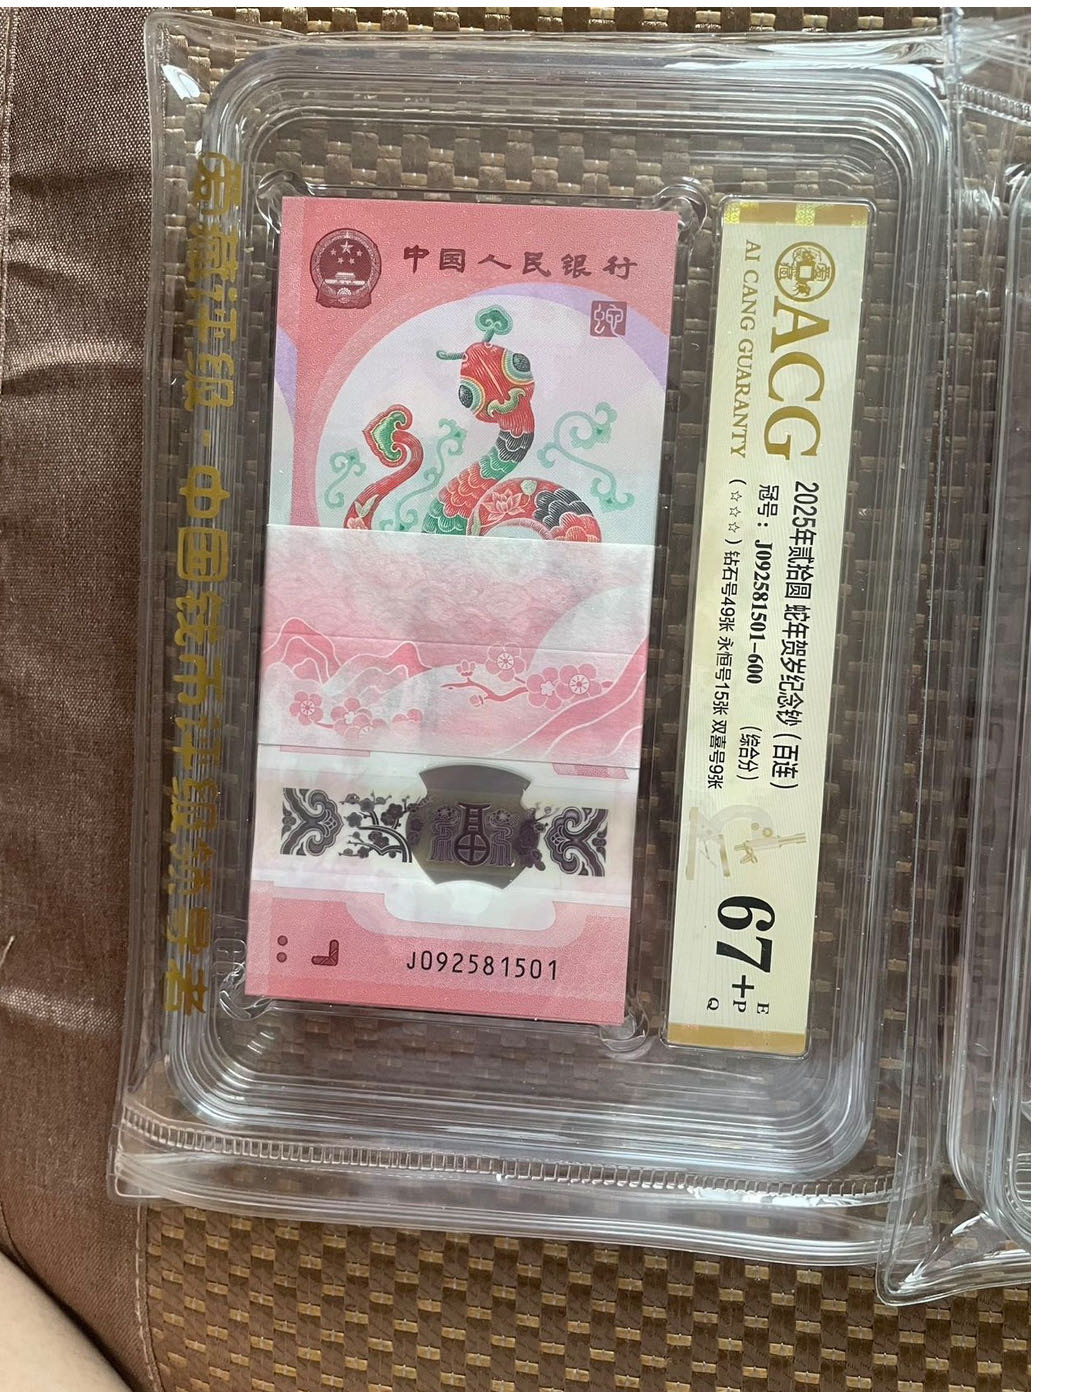 爱藏评级·中国钱币评级领导者
中国人民银行
蛇
J092581501
ACG
AI CANG GUARANTY
2025年贰拾圆 蛇年贺岁纪念钞(百连)
冠号:J092581501-600 (综合分)
(☆☆☆) 钻石号49张 永恒号15张 双喜号9张
67+
E
P
Q